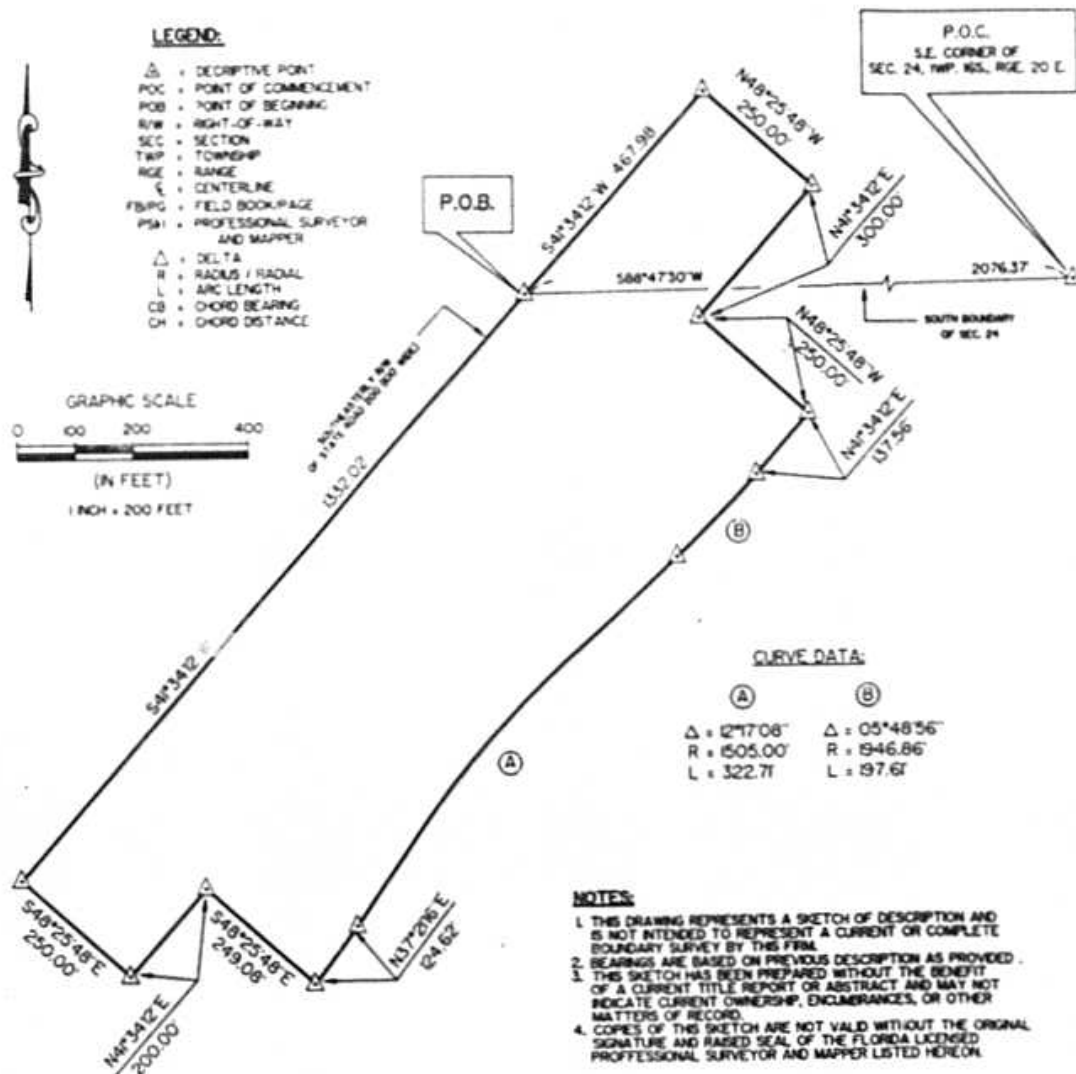 LEGEND:
△ = DECRIPTIVE POINT
POC = POINT OF COMMENCEMENT
POB = POINT OF BEGINNING
R/W = RIGHT-OF-WAY
SEC = SECTION
TWP = TOWNSHIP
RGE = RANGE
℄ = CENTERLINE
FB/PG = FIELD BOOK/PAGE
PSM = PROFESSIONAL SURVEYOR
AND MAPPER
△ = DELTA
R = RADIUS / RADIAL
L = ARC LENGTH
CB = CHORD BEARING
CH = CHORD DISTANCE
P.O.C.
S.E. CORNER OF
SEC. 24, TWP. 16S., RGE. 20 E.
N48°25'48"W
250.00'
S41°34'12"W 467.98
P.O.B.
N41°34'12"E
300.00'
S88°47'30"W
2076.37'
SOUTH BOUNDARY
OF SEC. 24
N48°25'48"W
250.00'
N41°34'12"E
137.56'
GRAPHIC SCALE
0 100 200 400
(IN FEET)
1 INCH = 200 FEET
SOUTHEASTERLY R/W
OF STATE ROAD 200
1332.02'
S41°34'12"
B
A
CURVE DATA:
A B
△ = 12°17'08" △ = 05°48'56"
R = 1505.00' R = 1946.86'
L = 322.71' L = 197.61'
S48°25'48"E
250.00'
N41°34'12"E
200.00'
S48°25'48"E
249.08'
N37°21'16"E
124.62'
NOTES:
1. THIS DRAWING REPRESENTS A SKETCH OF DESCRIPTION AND
IS NOT INTENDED TO REPRESENT A CURRENT OR COMPLETE
BOUNDARY SURVEY BY THIS FIRM.
2. BEARINGS ARE BASED ON PREVIOUS DESCRIPTION AS PROVIDED.
3. THIS SKETCH HAS BEEN PREPARED WITHOUT THE BENEFIT
OF A CURRENT TITLE REPORT OR ABSTRACT AND MAY NOT
INDICATE CURRENT OWNERSHIP, ENCUMBRANCES, OR OTHER
MATTERS OF RECORD.
4. COPIES OF THIS SKETCH ARE NOT VALID WITHOUT THE ORIGINAL
SIGNATURE AND RAISED SEAL OF THE FLORIDA LICENSED
PROFFESSIONAL SURVEYOR AND MAPPER LISTED HEREON.